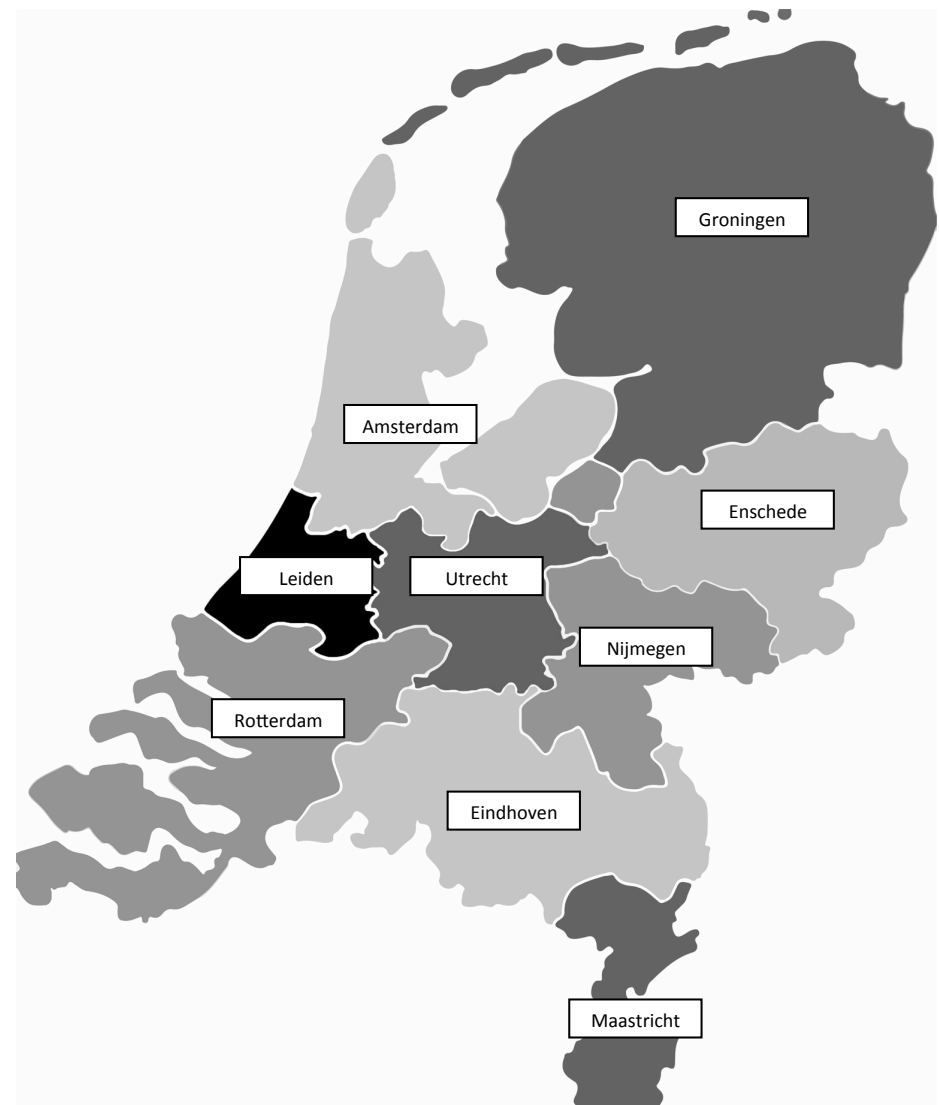 Groningen
Amsterdam
Enschede
Leiden
Utrecht
Nijmegen
Rotterdam
Eindhoven
Maastricht